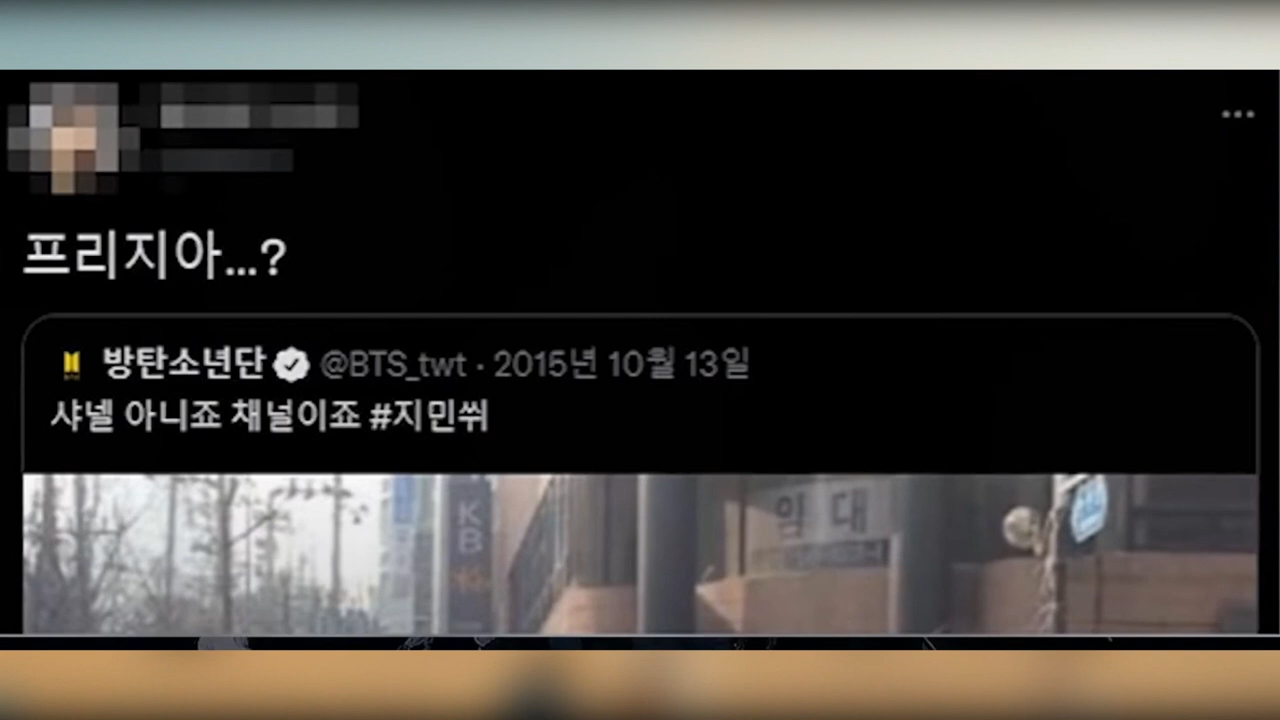 프리지아...?
방탄소년단 @BTS_twt · 2015년 10월 13일
샤넬 아니죠 채널이죠 #지민쒸
KB
임대